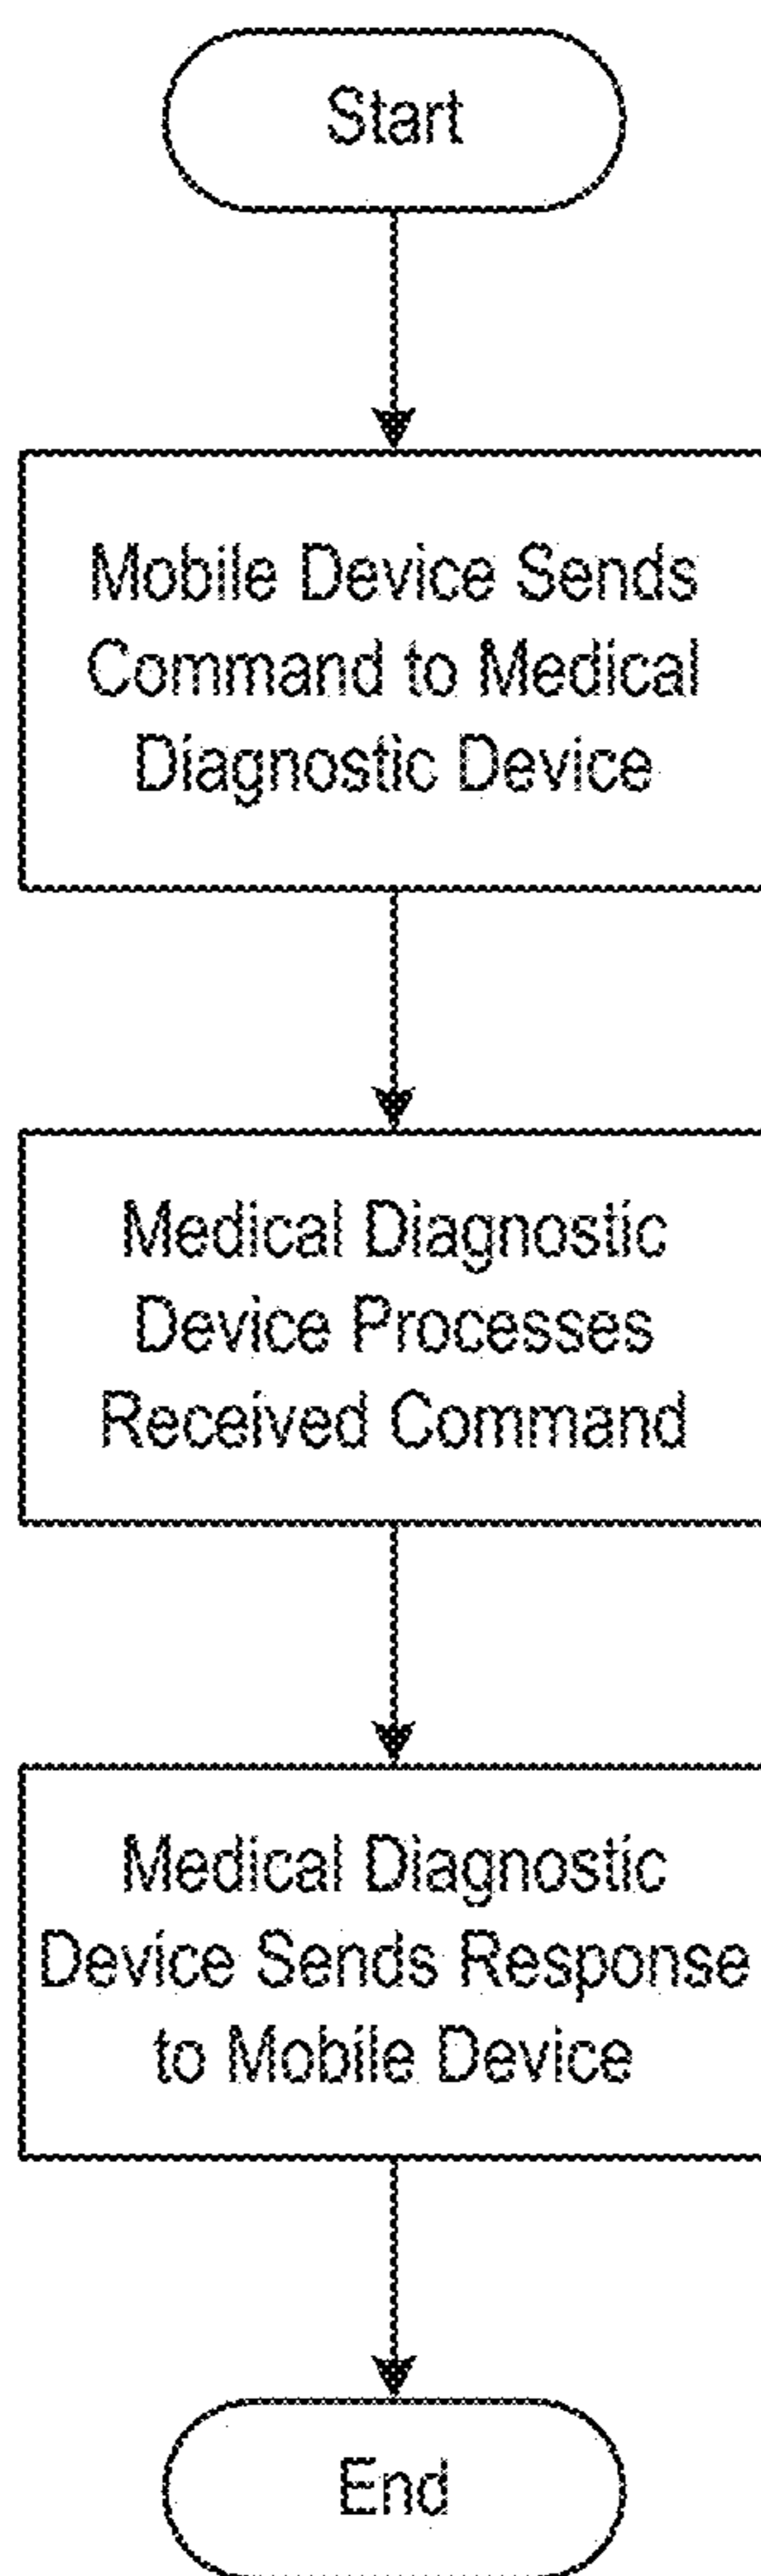 Start
Mobile Device Sends
Command to Medical
Diagnostic Device
Medical Diagnostic
Device Processes
Received Command
Medical Diagnostic
Device Sends Response
to Mobile Device
End